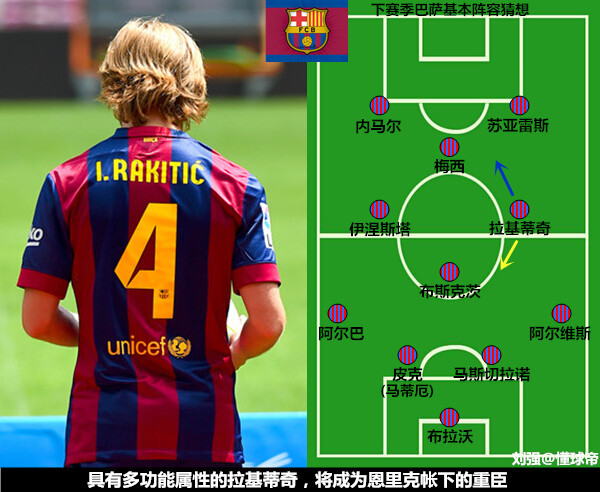 下赛季巴萨基本阵容猜想
FCB
BARÇA
I.RAKITIĆ
4
unicef
内马尔
苏亚雷斯
梅西
伊涅斯塔
拉基蒂奇
布斯克茨
阿尔巴
阿尔维斯
皮克
(马蒂厄)
马斯切拉诺
布拉沃
刘强@懂球帝
具有多功能属性的拉基蒂奇，将成为恩里克帐下的重臣